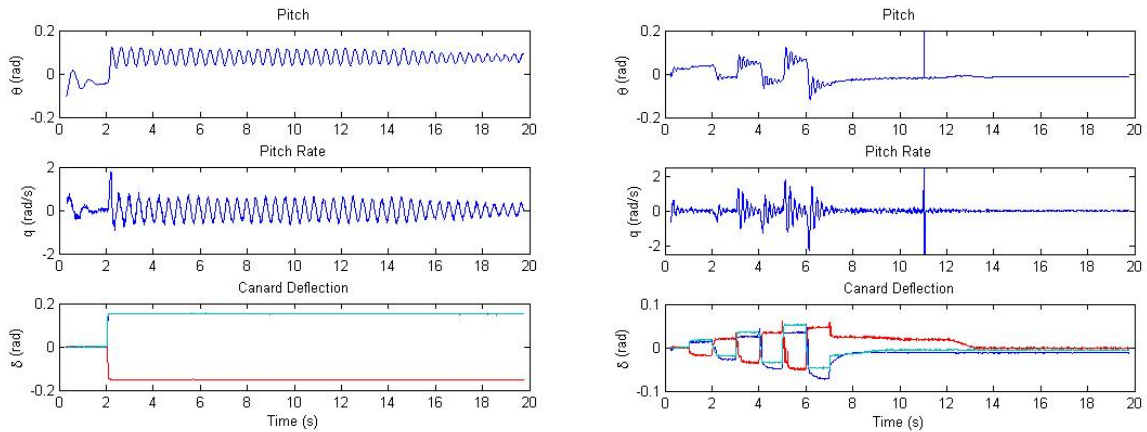 Pitch
0.2
0
-0.2
θ (rad)
0 2 4 6 8 10 12 14 16 18 20
Pitch Rate
2
0
-2
q (rad/s)
0 2 4 6 8 10 12 14 16 18 20
Canard Deflection
0.2
0
-0.2
δ (rad)
0 2 4 6 8 10 12 14 16 18 20
Time (s)
Pitch
0.2
0
-0.2
θ (rad)
0 2 4 6 8 10 12 14 16 18 20
Pitch Rate
2
0
-2
q (rad/s)
0 2 4 6 8 10 12 14 16 18 20
Canard Deflection
0.1
0
-0.1
δ (rad)
0 2 4 6 8 10 12 14 16 18 20
Time (s)